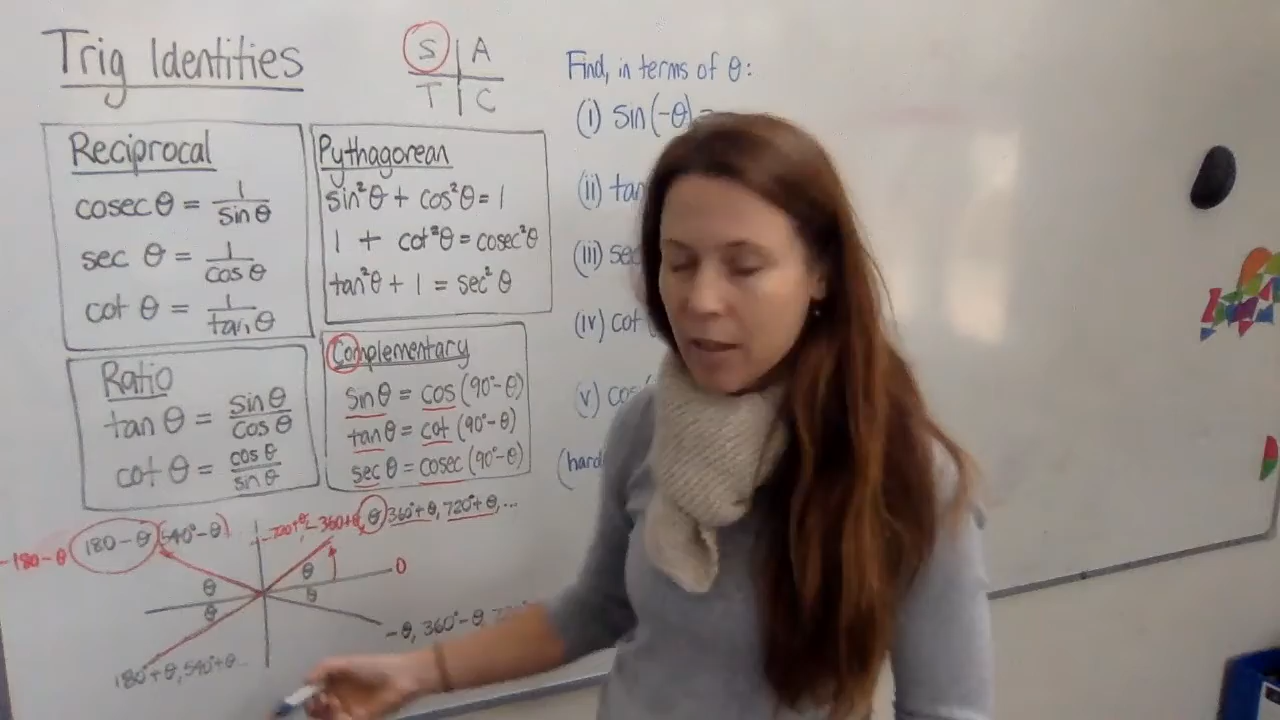 Trig Identities
S A
T C
Reciprocal
cosec θ = 1/sin θ
sec θ = 1/cos θ
cot θ = 1/tan θ
Pythagorean
sin²θ + cos²θ = 1
1 + cot²θ = cosec²θ
tan²θ + 1 = sec²θ
Ratio
tan θ = sin θ/cos θ
cot θ = cos θ/sin θ
Complementary
sin θ = cos (90°-θ)
tan θ = cot (90°-θ)
sec θ = cosec (90°-θ)
-180-θ 180-θ (540°-θ)
-360+θ, θ, 360°+θ, 720°+θ, ...
θ θ 0
θ θ
-θ, 360°-θ,
180°+θ, 540°+θ...
Find, in terms of θ:
(i) sin(-θ) =
(ii) tan
(iii) sec
(iv) cot
(v) cos